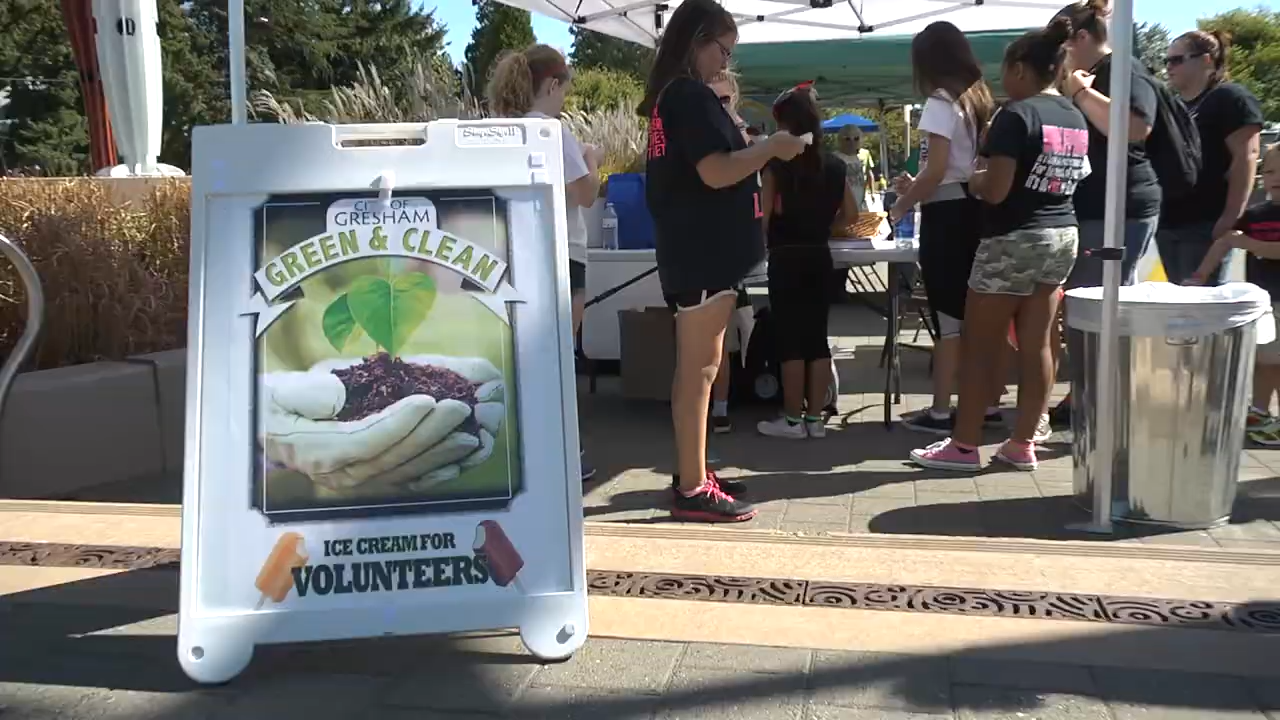 CITY OF
GRESHAM
GREEN & CLEAN
ICE CREAM FOR
VOLUNTEERS